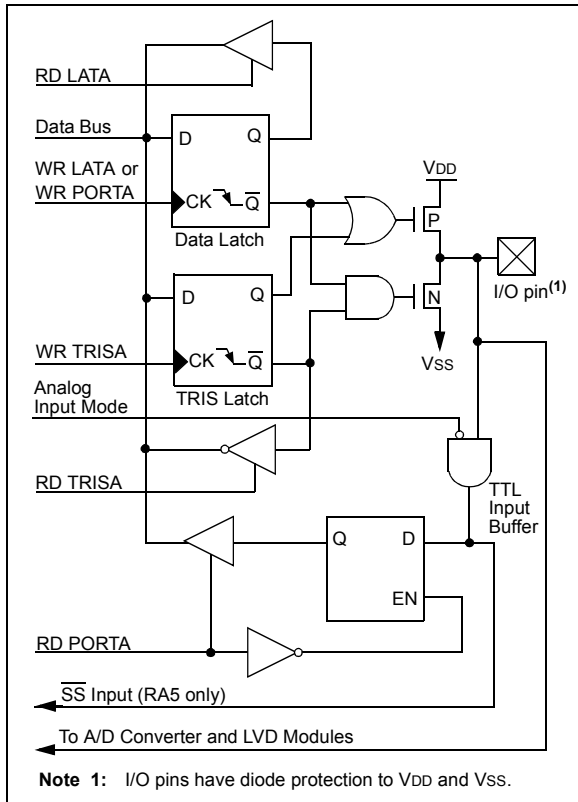 RD LATA
Data Bus
D Q
WR LATA or
WR PORTA
CK Q̅
Data Latch
VDD
P
I/O pin(1)
N
VSS
D Q
WR TRISA
CK Q̅
TRIS Latch
Analog
Input Mode
RD TRISA
TTL
Input
Buffer
Q D
EN
RD PORTA
S̅S̅ Input (RA5 only)
To A/D Converter and LVD Modules
Note 1: I/O pins have diode protection to VDD and VSS.